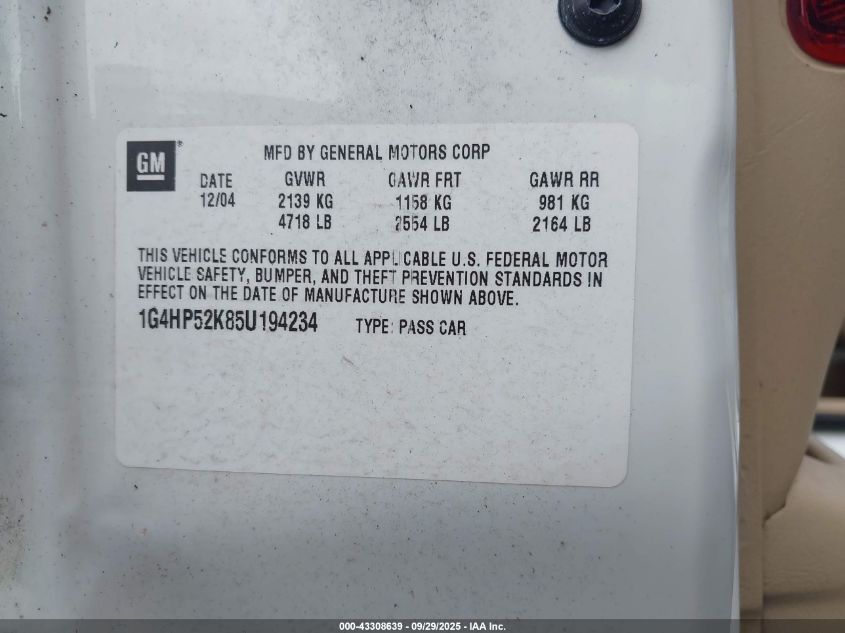 GM
MFD BY GENERAL MOTORS CORP
DATE GVWR GAWR FRT GAWR RR
12/04 2139 KG 1158 KG 981 KG
4718 LB 2554 LB 2164 LB
THIS VEHICLE CONFORMS TO ALL APPLICABLE U.S. FEDERAL MOTOR
VEHICLE SAFETY, BUMPER, AND THEFT PREVENTION STANDARDS IN
EFFECT ON THE DATE OF MANUFACTURE SHOWN ABOVE.
1G4HP52K85U194234 TYPE: PASS CAR
000-43308639 - 09/29/2025 - IAA Inc.